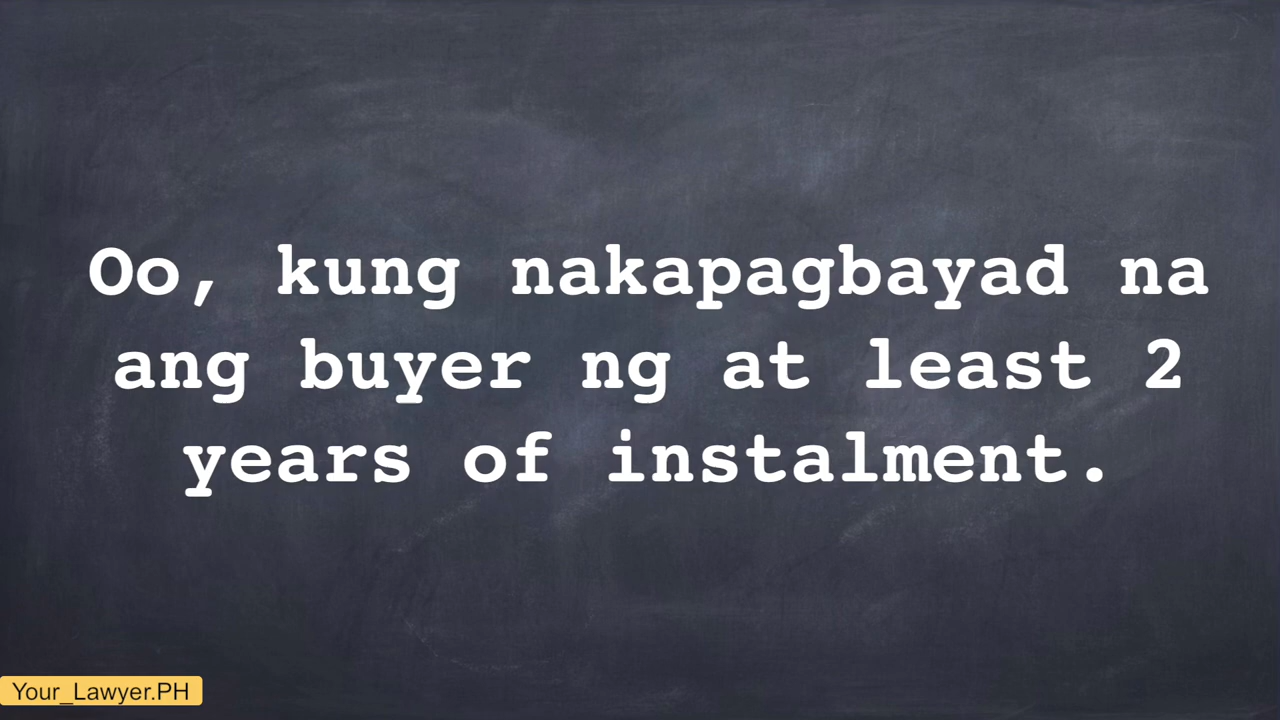 Oo, kung nakapagbayad na
ang buyer ng at least 2
years of instalment.
Your_Lawyer.PH